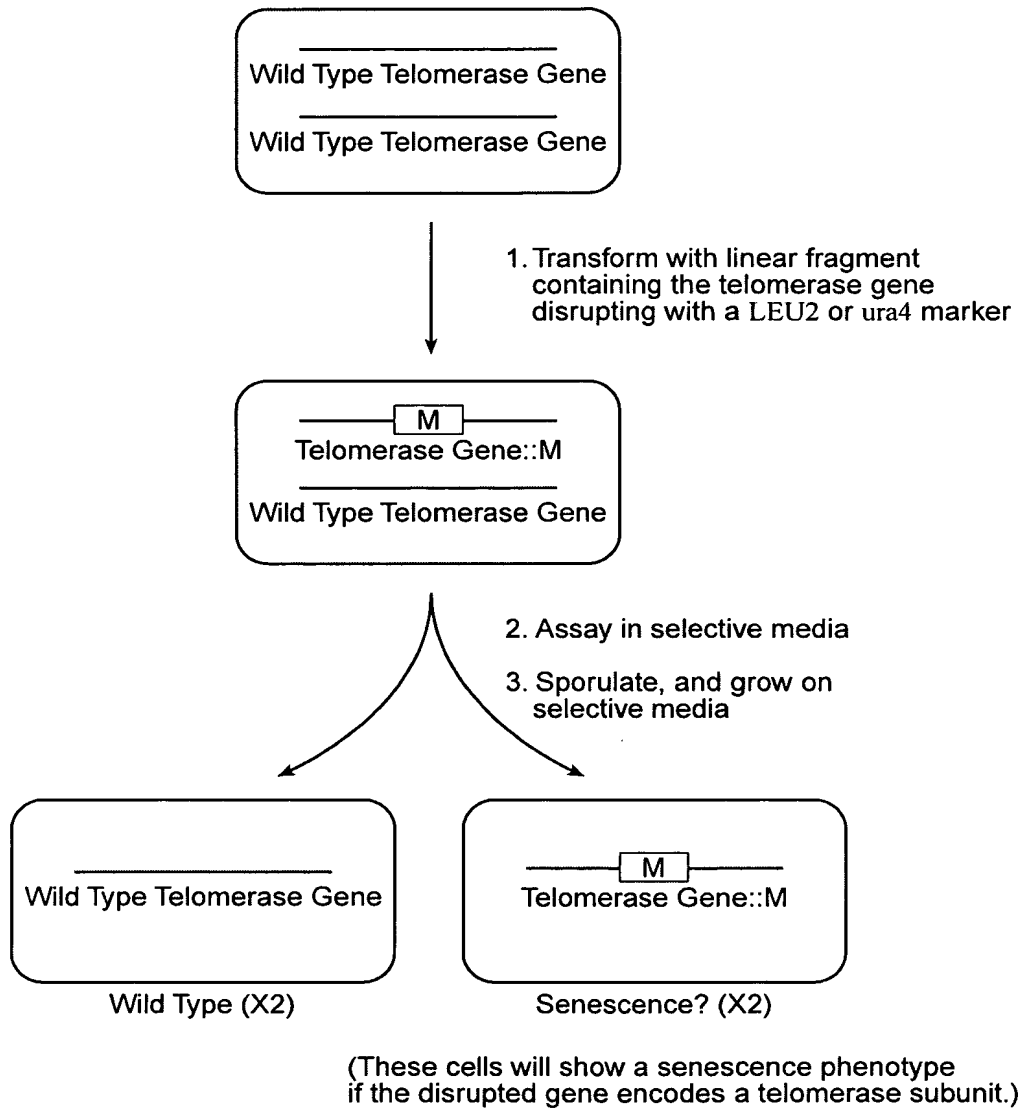 Wild Type Telomerase Gene
Wild Type Telomerase Gene
1. Transform with linear fragment
containing the telomerase gene
disrupting with a LEU2 or ura4 marker
M
Telomerase Gene::M
Wild Type Telomerase Gene
2. Assay in selective media
3. Sporulate, and grow on
selective media
Wild Type Telomerase Gene
M
Telomerase Gene::M
Wild Type (X2)
Senescence? (X2)
(These cells will show a senescence phenotype
if the disrupted gene encodes a telomerase subunit.)